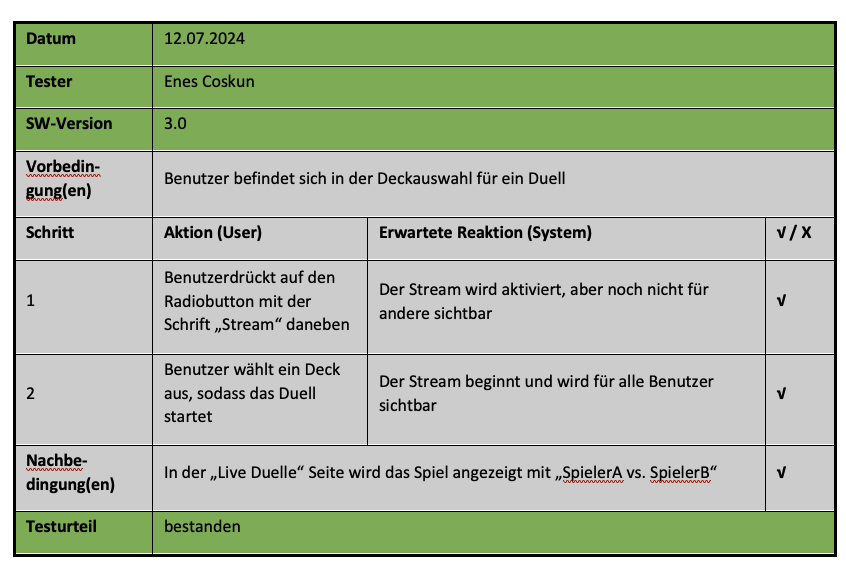 Datum 12.07.2024
Tester Enes Coskun
SW-Version 3.0
Vorbedin-
gung(en)
Benutzer befindet sich in der Deckauswahl für ein Duell
Schritt Aktion (User) Erwartete Reaktion (System) √ / X
1
Benutzerdrückt auf den
Radiobutton mit der
Schrift „Stream“ daneben
Der Stream wird aktiviert, aber noch nicht für
andere sichtbar
√
2
Benutzer wählt ein Deck
aus, sodass das Duell
startet
Der Stream beginnt und wird für alle Benutzer
sichtbar
√
Nachbe-
dingung(en)
In der „Live Duelle“ Seite wird das Spiel angezeigt mit „SpielerA vs. SpielerB“
√
Testurteil bestanden